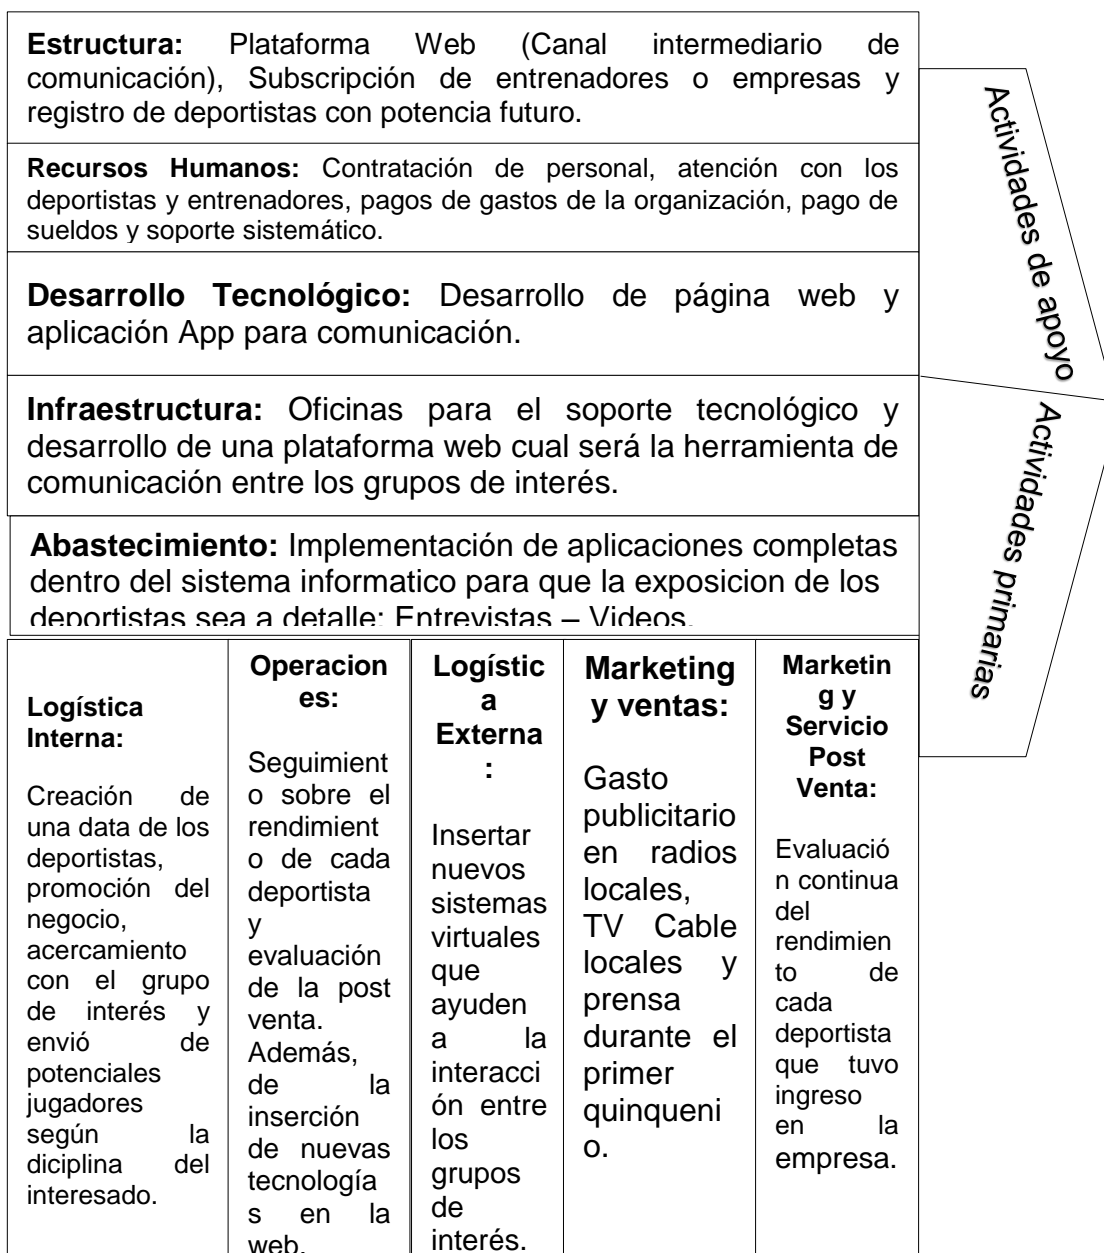 Estructura: Plataforma Web (Canal intermediario de
comunicación), Subscripción de entrenadores o empresas y
registro de deportistas con potencia futuro.
Recursos Humanos: Contratación de personal, atención con los
deportistas y entrenadores, pagos de gastos de la organización, pago de
sueldos y soporte sistemático.
Desarrollo Tecnológico: Desarrollo de página web y
aplicación App para comunicación.
Infraestructura: Oficinas para el soporte tecnológico y
desarrollo de una plataforma web cual será la herramienta de
comunicación entre los grupos de interés.
Abastecimiento: Implementación de aplicaciones completas
dentro del sistema informatico para que la exposicion de los
deportistas sea a detalle: Entrevistas – Videos.
Actividades de apoyo
Actividades primarias
Logística
Interna:
Creación de
una data de los
deportistas,
promoción del
negocio,
acercamiento
con el grupo
de interés y
envió de
potenciales
jugadores
según la
diciplina del
interesado.
Operacion
es:
Seguimient
o sobre el
rendimient
o de cada
deportista
y
evaluación
de la post
venta.
Además,
de la
inserción
de nuevas
tecnología
s en la
web.
Logístic
a
Externa
:
Insertar
nuevos
sistemas
virtuales
que
ayuden
a la
interacci
ón entre
los
grupos
de
interés.
Marketing
y ventas:
Gasto
publicitario
en radios
locales,
TV Cable
locales y
prensa
durante el
primer
quinqueni
o.
Marketin
g y
Servicio
Post
Venta:
Evaluació
n continua
del
rendimien
to de
cada
deportista
que tuvo
ingreso
en la
empresa.